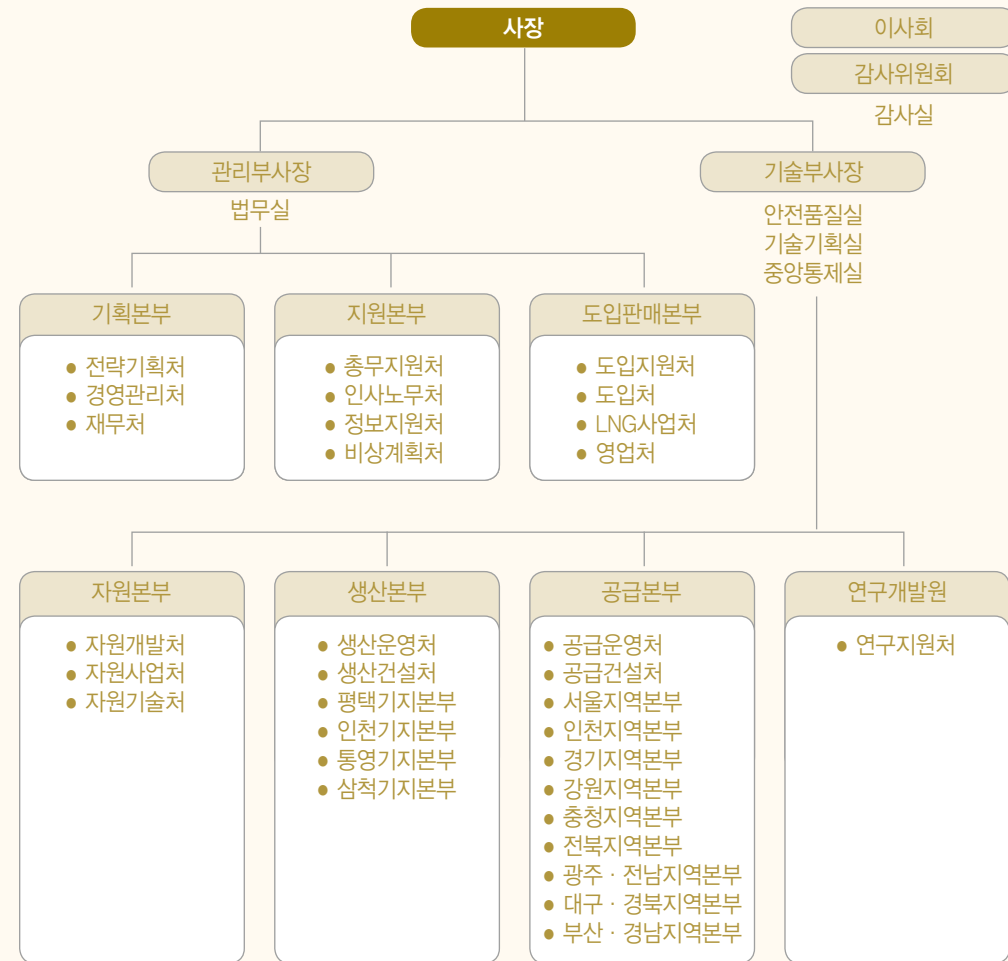 사장
이사회
감사위원회
감사실
관리부사장
법무실
기술부사장
안전품질실
기술기획실
중앙통제실
기획본부
● 전략기획처
● 경영관리처
● 재무처
지원본부
● 총무지원처
● 인사노무처
● 정보지원처
● 비상계획처
도입판매본부
● 도입지원처
● 도입처
● LNG사업처
● 영업처
자원본부
● 자원개발처
● 자원사업처
● 자원기술처
생산본부
● 생산운영처
● 생산건설처
● 평택기지본부
● 인천기지본부
● 통영기지본부
● 삼척기지본부
공급본부
● 공급운영처
● 공급건설처
● 서울지역본부
● 인천지역본부
● 경기지역본부
● 강원지역본부
● 충청지역본부
● 전북지역본부
● 광주 · 전남지역본부
● 대구 · 경북지역본부
● 부산 · 경남지역본부
연구개발원
● 연구지원처